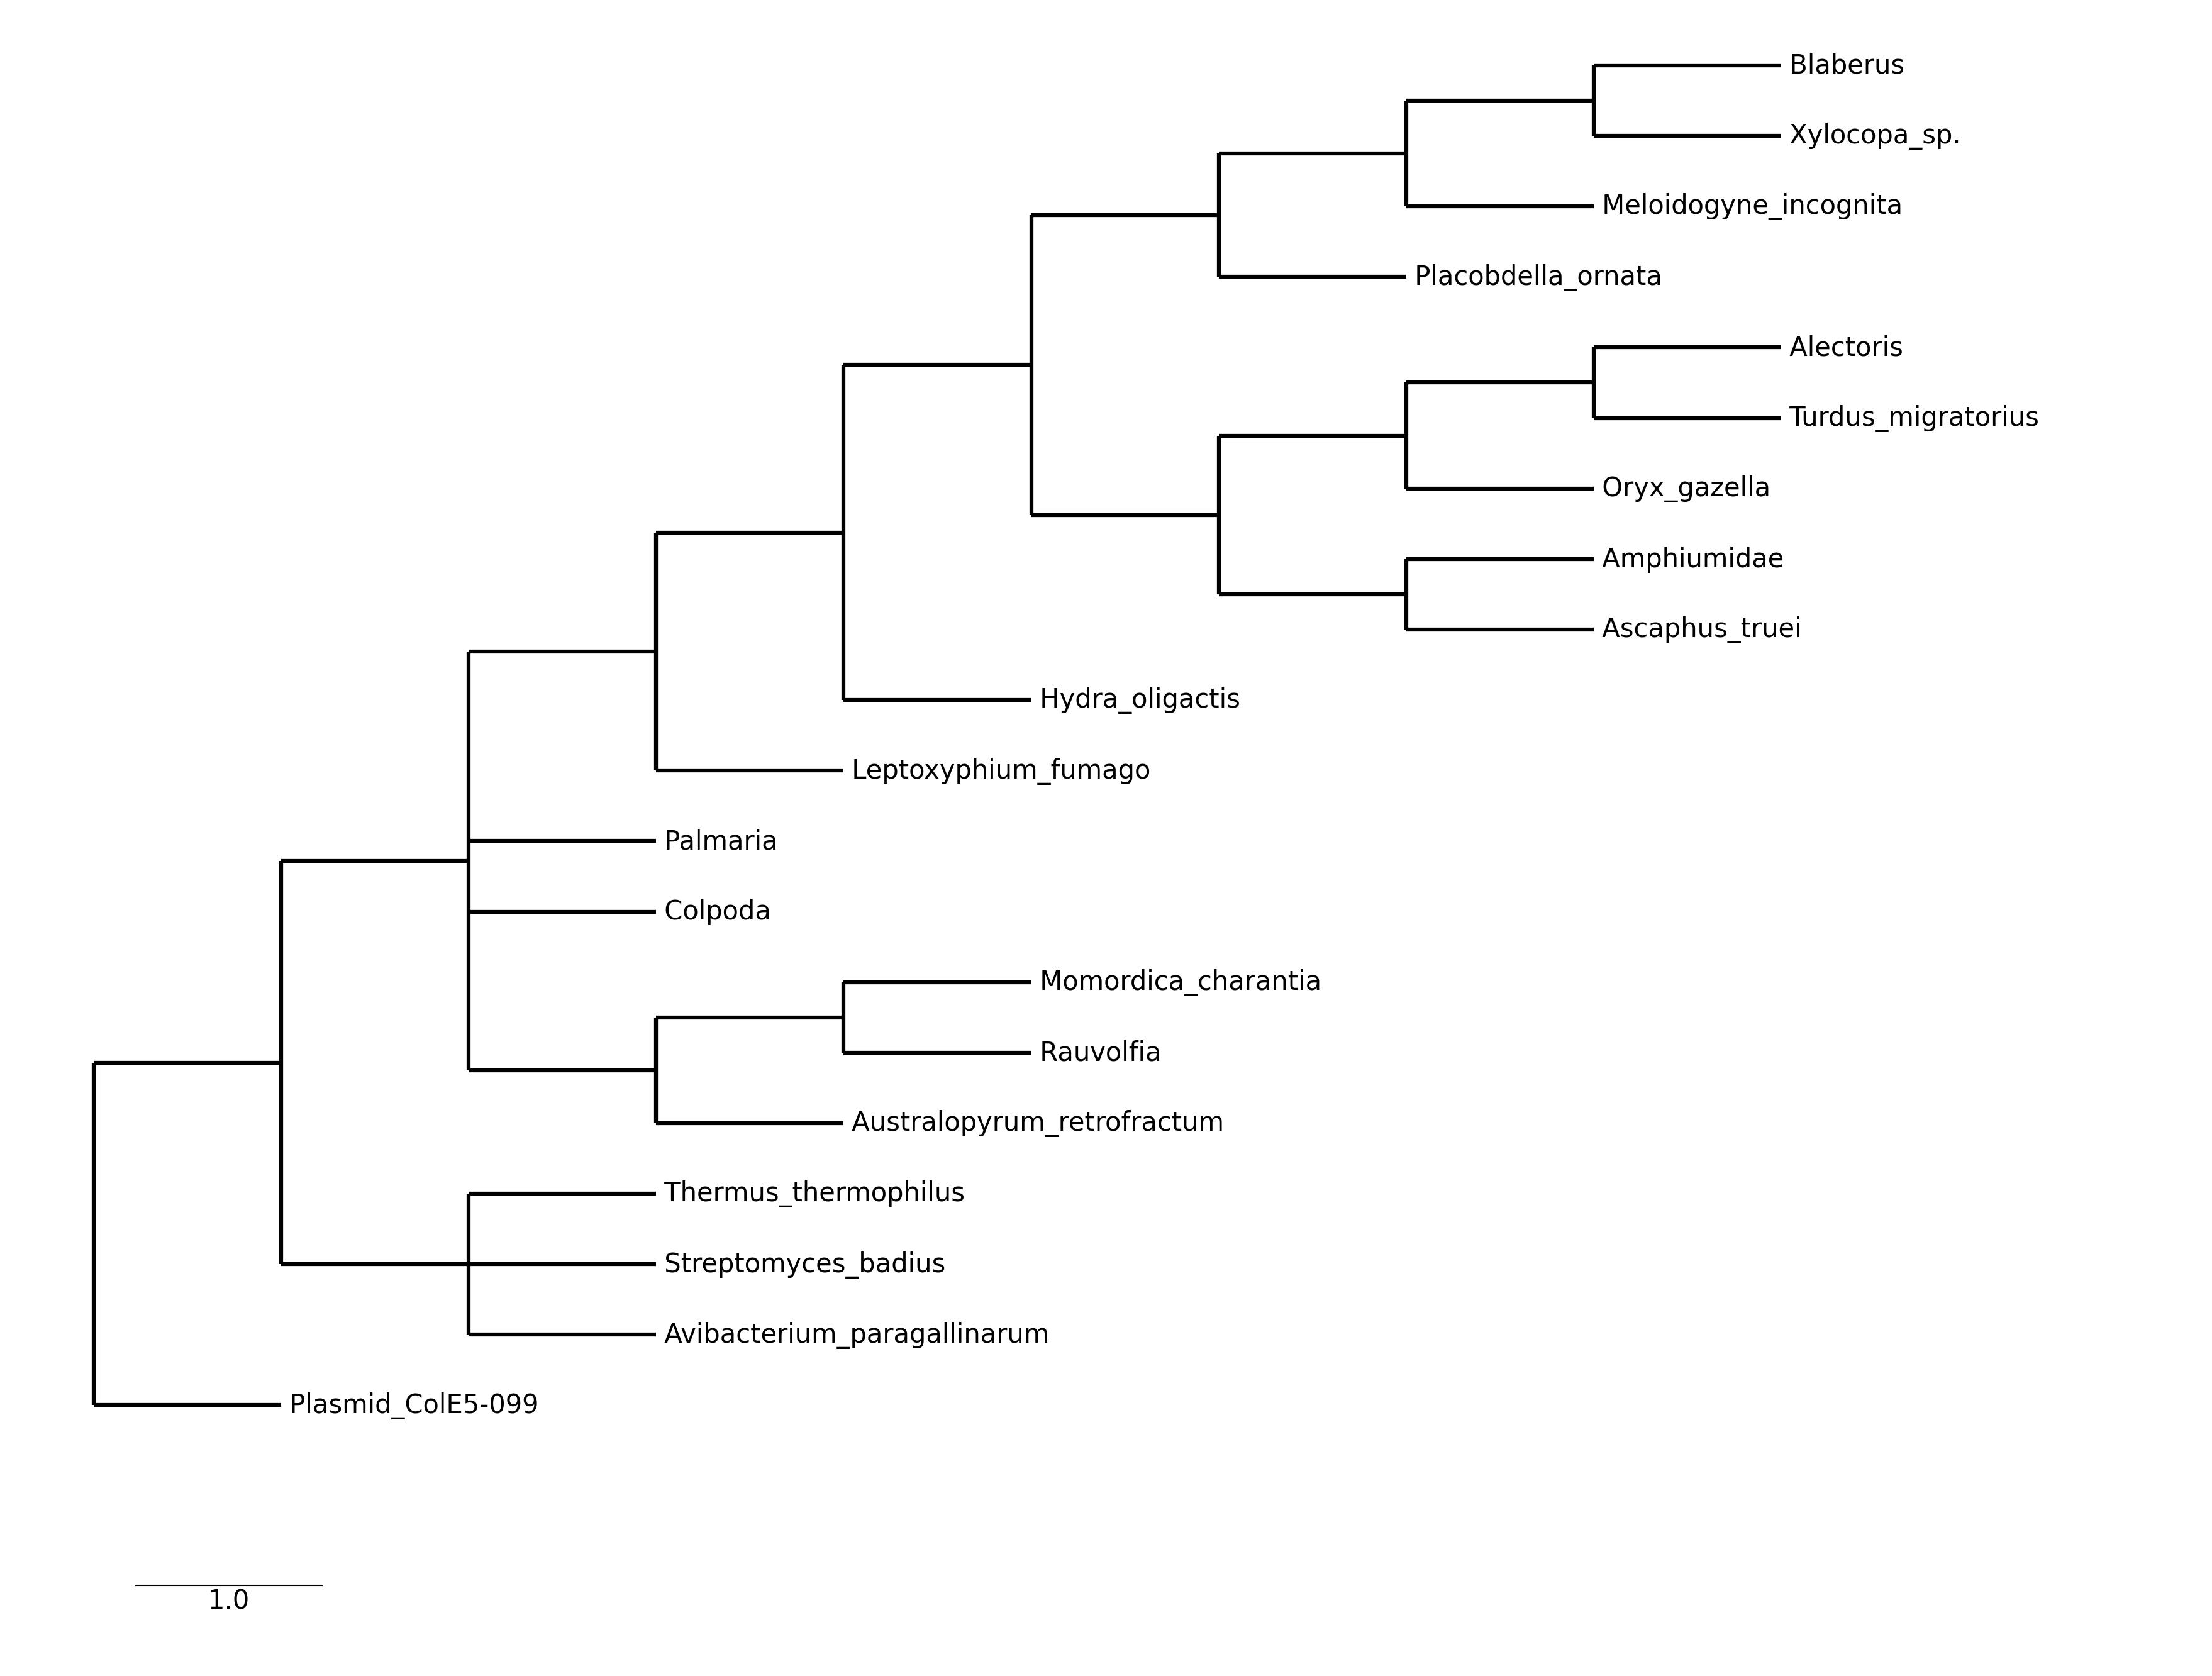 Blaberus
Xylocopa_sp.
Meloidogyne_incognita
Placobdella_ornata
Alectoris
Turdus_migratorius
Oryx_gazella
Amphiumidae
Ascaphus_truei
Hydra_oligactis
Leptoxyphium_fumago
Palmaria
Colpoda
Momordica_charantia
Rauvolfia
Australopyrum_retrofractum
Thermus_thermophilus
Streptomyces_badius
Avibacterium_paragallinarum
Plasmid_ColE5-099
1.0